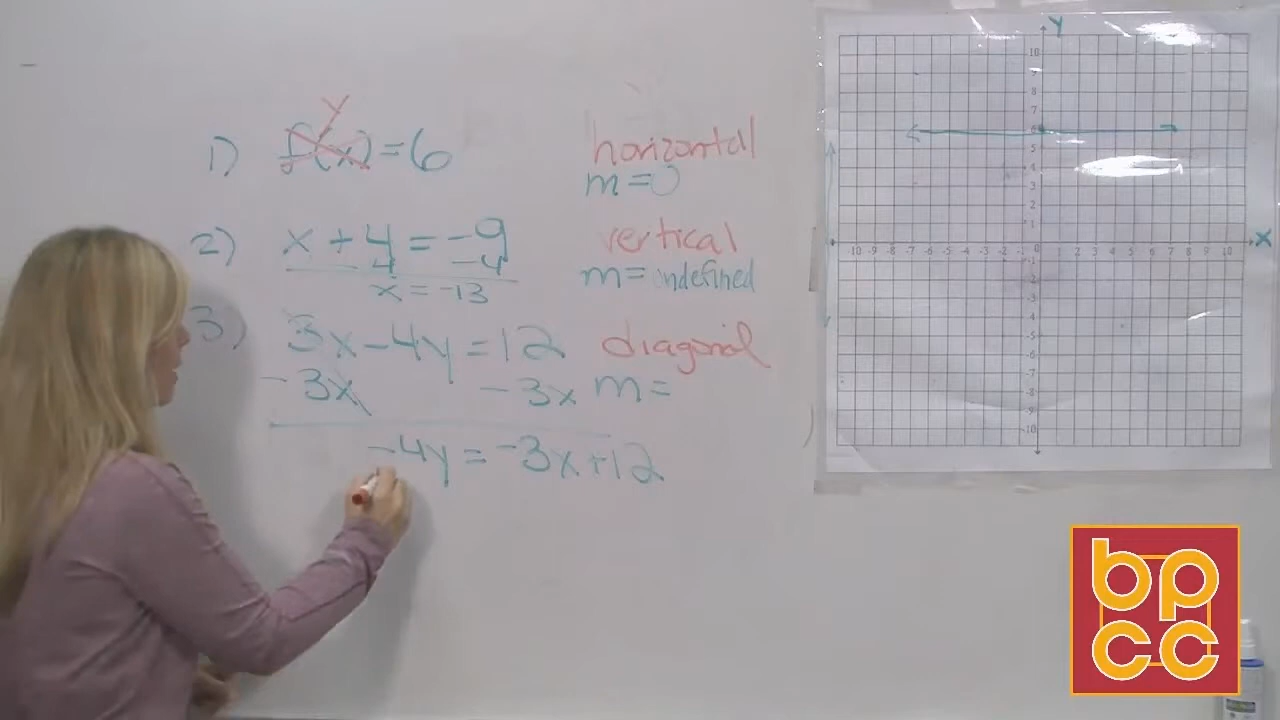 1) f(x) = 6
y
horizontal
m = 0
2) x + 4 = -9
-4 -4
x = -13
vertical
m = undefined
3) 3x - 4y = 12
diagonal
-3x -3x
m =
-4y = -3x + 12
Y
X
10
8
7
6
5
4
3
2
1
0
-10 -9 -8 -7 -6 -5 -4 -3 -2 -1 1 2 3 4 5 6 7 8 9 10
-1
-2
-3
-4
-5
-6
-7
-8
-10
bp
cc